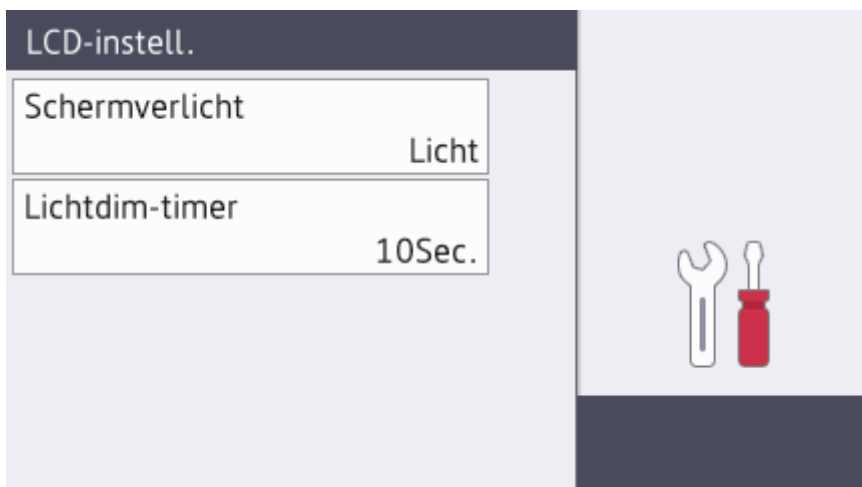 LCD-instell.
Schermverlicht
Licht
Lichtdim-timer
10Sec.